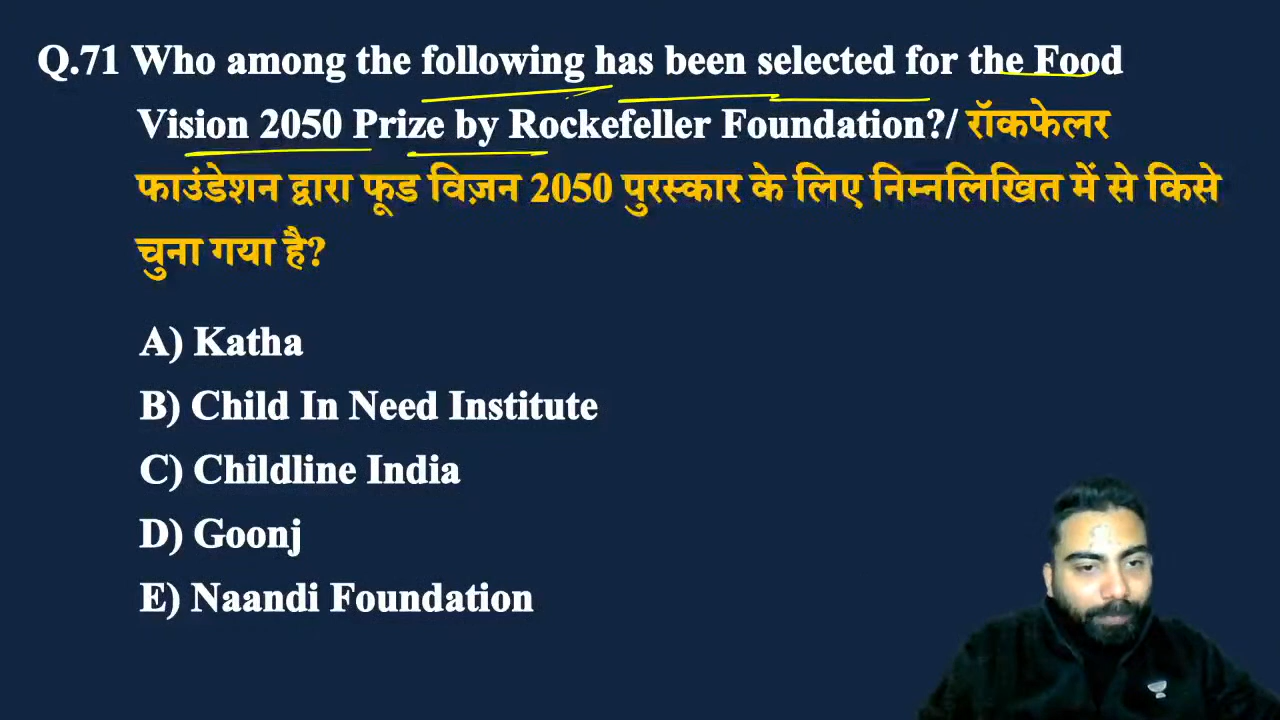 Q.71 Who among the following has been selected for the Food
Vision 2050 Prize by Rockefeller Foundation?/ रॉकफेलर
फाउंडेशन द्वारा फूड विज़न 2050 पुरस्कार के लिए निम्नलिखित में से किसे
चुना गया है?
A) Katha
B) Child In Need Institute
C) Childline India
D) Goonj
E) Naandi Foundation